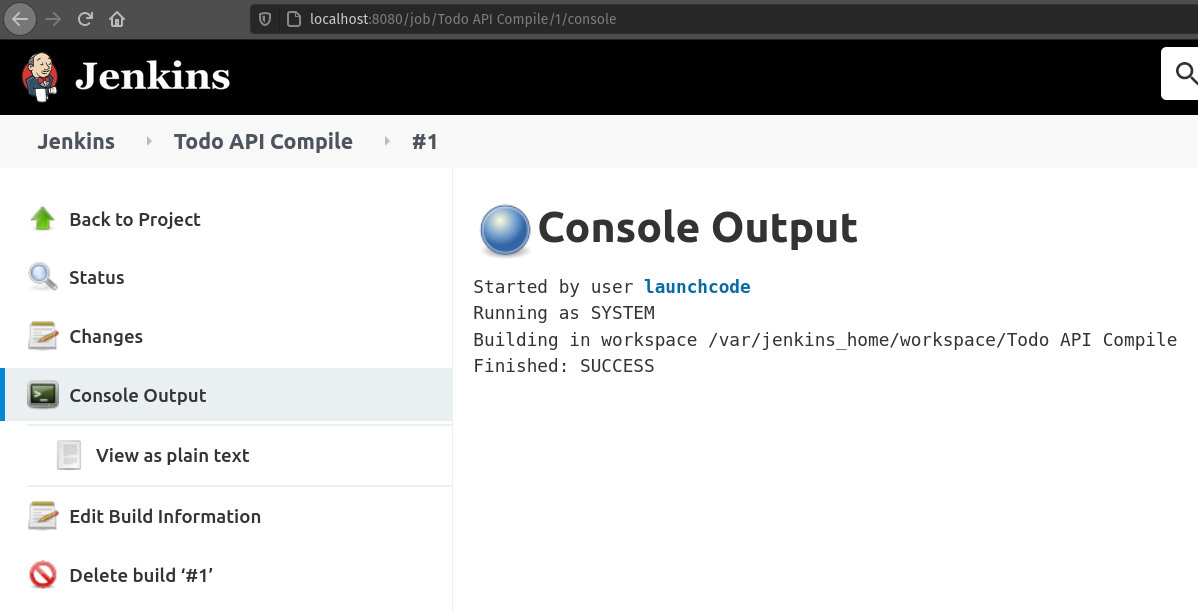 localhost:8080/job/Todo API Compile/1/console
Jenkins
Jenkins Todo API Compile #1
Back to Project
Status
Changes
Console Output
View as plain text
Edit Build Information
Delete build ‘#1’
Console Output
Started by user launchcode
Running as SYSTEM
Building in workspace /var/jenkins_home/workspace/Todo API Compile
Finished: SUCCESS